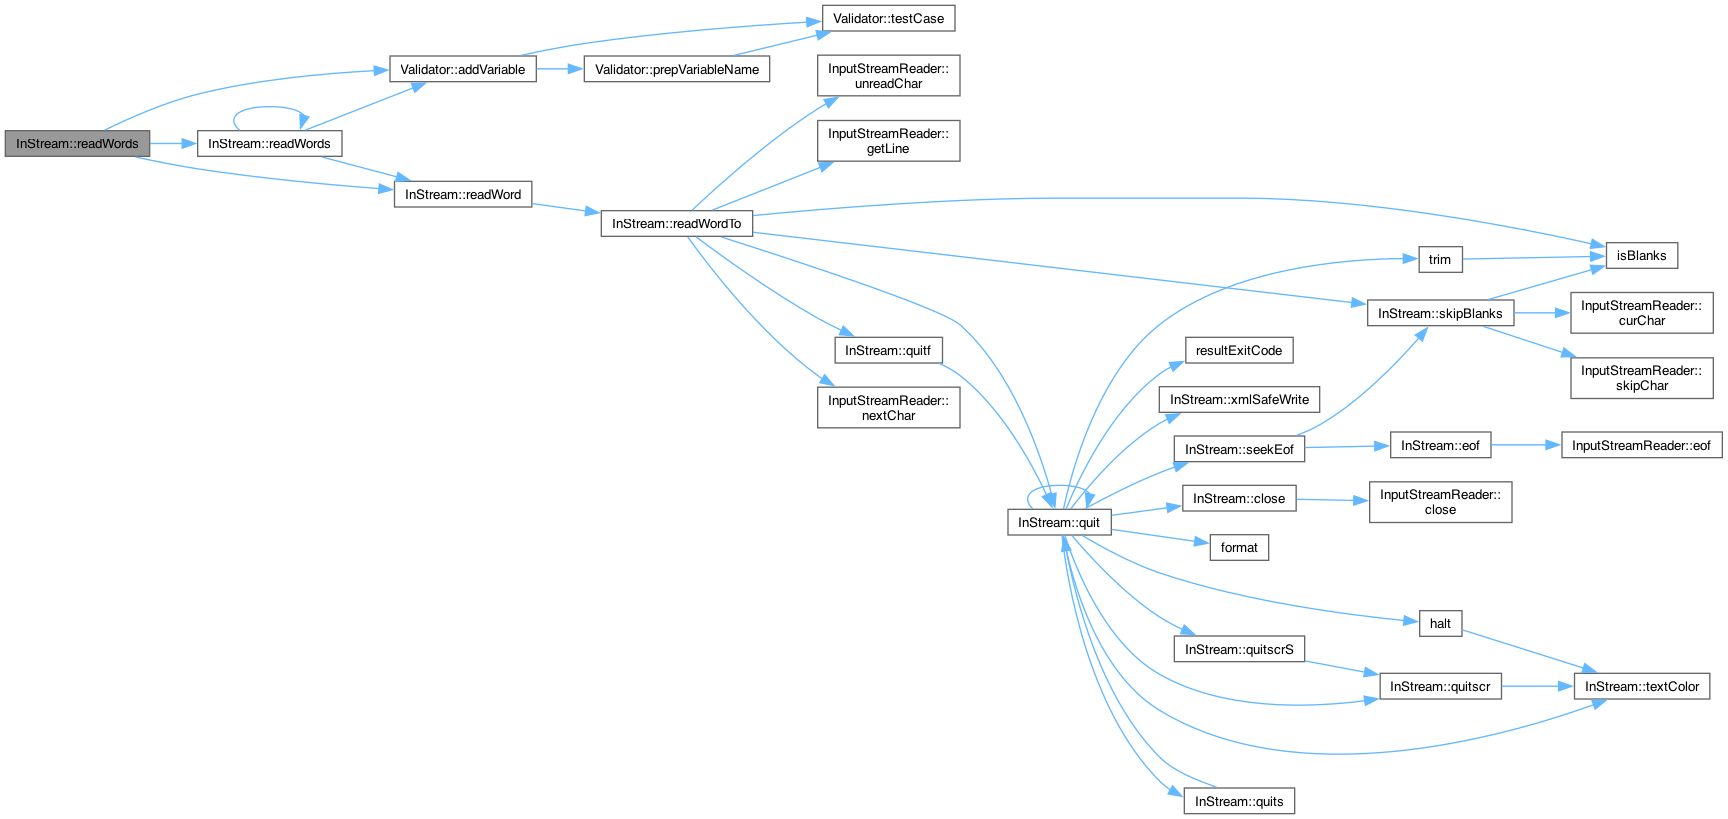 Validator::testCase
Validator::addVariable
Validator::prepVariableName
InputStreamReader::
unreadChar
InputStreamReader::
getLine
InStream::readWords
InStream::readWords
InStream::readWord
InStream::readWordTo
isBlanks
trim
InStream::skipBlanks
InputStreamReader::
curChar
InStream::quitf
resultExitCode
InputStreamReader::
skipChar
InputStreamReader::
nextChar
InStream::xmlSafeWrite
InStream::seekEof
InStream::eof
InputStreamReader::eof
InStream::close
InputStreamReader::
close
InStream::quit
format
halt
InStream::quitscrS
InStream::quitscr
InStream::textColor
InStream::quits